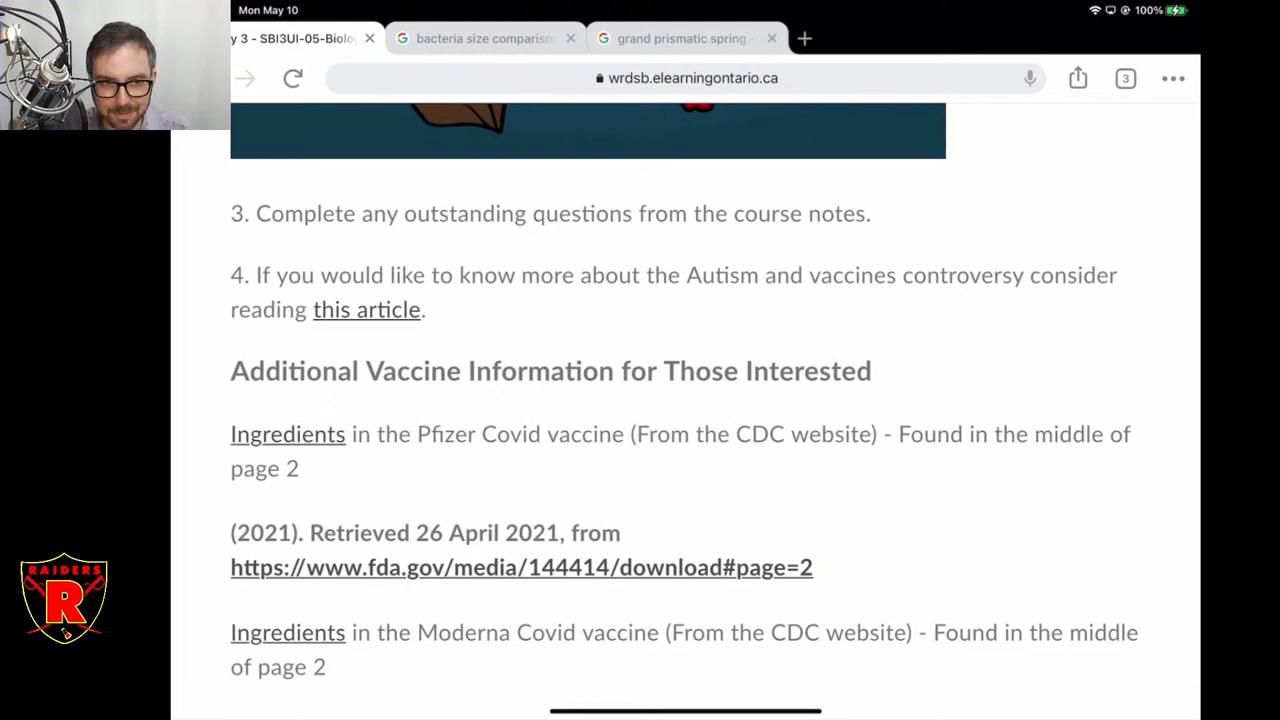 Mon May 10
100%
y 3 - SBI3UI-05-Biolo
bacteria size comparison
grand prismatic spring -
wrdsb.elearningontario.ca
3
3. Complete any outstanding questions from the course notes.
4. If you would like to know more about the Autism and vaccines controversy consider
reading this article.
Additional Vaccine Information for Those Interested
Ingredients in the Pfizer Covid vaccine (From the CDC website) - Found in the middle of
page 2
(2021). Retrieved 26 April 2021, from
https://www.fda.gov/media/144414/download#page=2
RAIDERS
R
Ingredients in the Moderna Covid vaccine (From the CDC website) - Found in the middle
of page 2